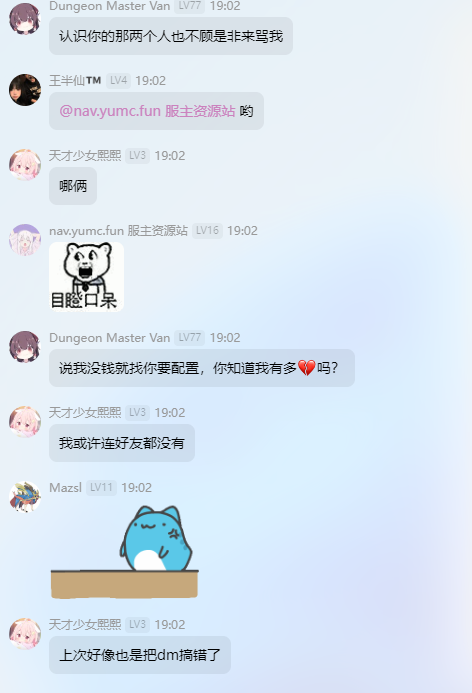 Dungeon Master Van LV77 19:02
认识你的那两个人也不顾是非来骂我
王半仙™ LV4 19:02
@nav.yumc.fun 服主资源站 哟
天才少女熙熙 LV3 19:02
哪俩
nav.yumc.fun 服主资源站 LV16 19:02
目瞪口呆
Dungeon Master Van LV77 19:02
说我没钱就找你要配置，你知道我有多💔吗？
天才少女熙熙 LV3 19:02
我或许连好友都没有
Mazsl LV11 19:02
天才少女熙熙 LV3 19:02
上次好像也是把dm搞错了